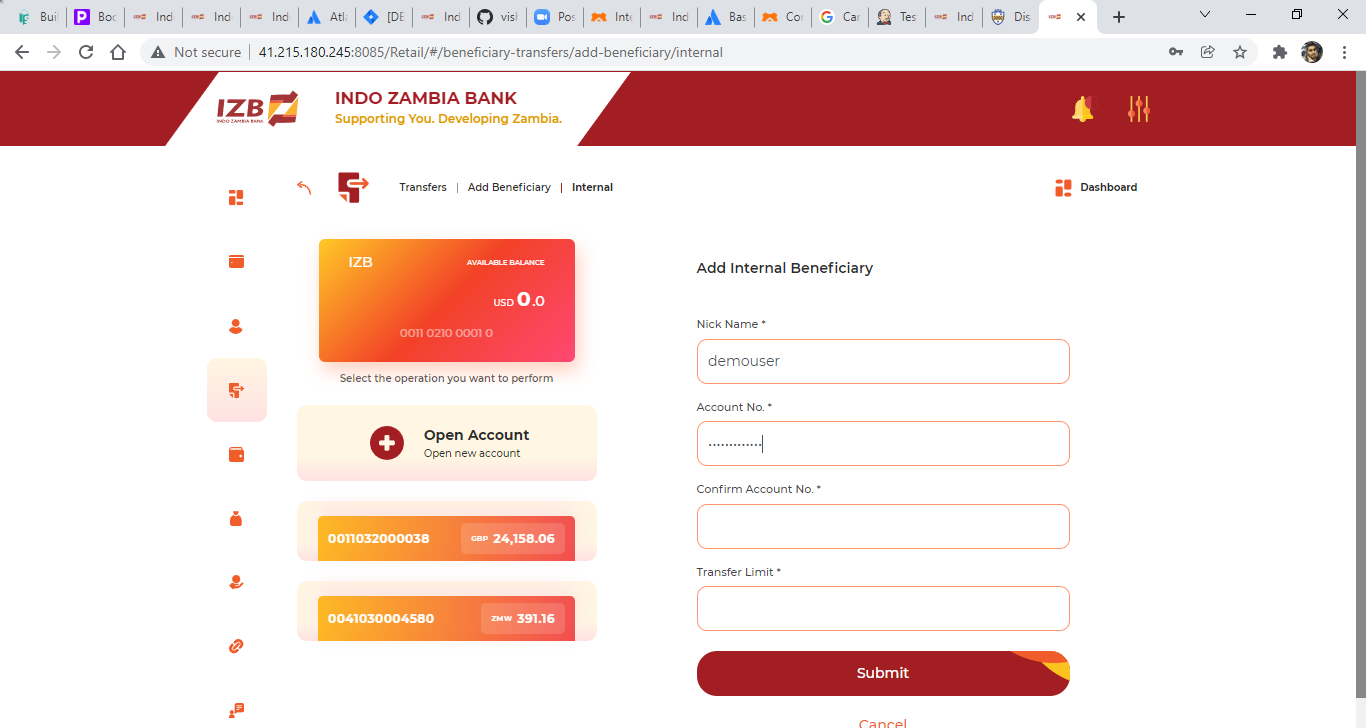 Bui
Boc
Ind
Ind
Ind
Atla
[DE
Ind
visl
Pos
Inte
Ind
Bas
Cor
Car
Tes
Ind
Dis
Not secure 41.215.180.245:8085/Retail/#/beneficiary-transfers/add-beneficiary/internal
IZB
INDO ZAMBIA BANK
INDO ZAMBIA BANK
Supporting You. Developing Zambia.
Transfers | Add Beneficiary | Internal
Dashboard
IZB
AVAILABLE BALANCE
USD 0.0
0011 0210 0001 0
Select the operation you want to perform
Open Account
Open new account
0011032000038 GBP 24,158.06
0041030004580 ZMW 391.16
Add Internal Beneficiary
Nick Name *
demouser
Account No. *
·············
Confirm Account No. *
Transfer Limit *
Submit
Cancel